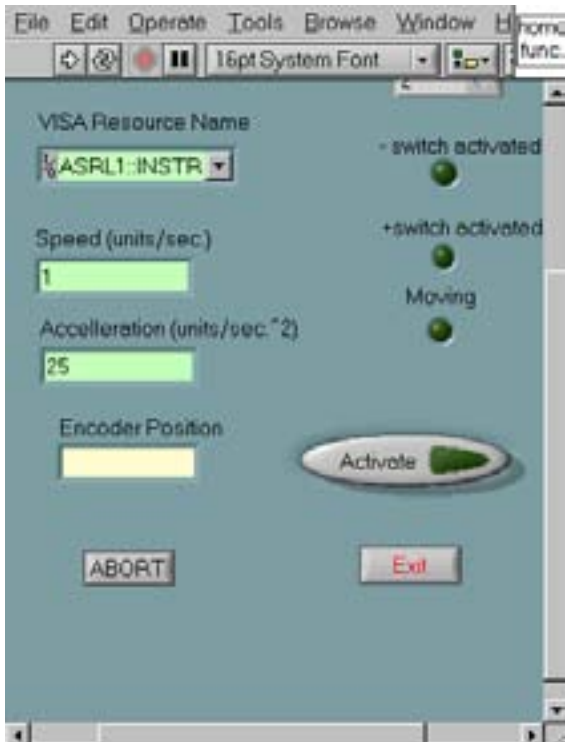 File Edit Operate Tools Browse Window H
func.
16pt System Font
VISA Resource Name
ASRL1::INSTR
- switch activated
Speed (units/sec.)
1
+switch activated
Moving
Accelleration (units/sec.^2)
25
Encoder Position
Activate
ABORT
Exit